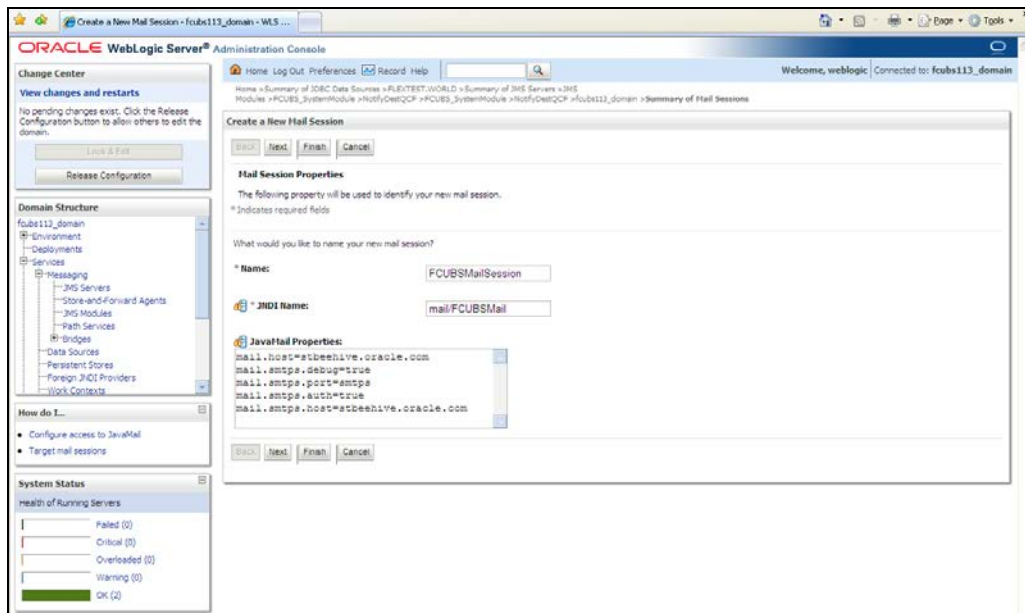 Create a New Mail Session - fcubs113_domain - WLS ...
Page
Tools
ORACLE WebLogic Server® Administration Console
Change Center
View changes and restarts
No pending changes exist. Click the Release
Configuration button to allow others to edit the
domain.
Lock & Edit
Release Configuration
Domain Structure
fcubs113_domain
Environment
Deployments
Services
Messaging
JMS Servers
Store-and-Forward Agents
JMS Modules
Path Services
Bridges
Data Sources
Persistent Stores
Foreign JNDI Providers
Work Contexts
How do I...
Configure access to JavaMail
Target mail sessions
System Status
Health of Running Servers
Failed (0)
Critical (0)
Overloaded (0)
Warning (0)
OK (2)
Home Log Out Preferences Record Help
Welcome, weblogic Connected to: fcubs113_domain
Home >Summary of JDBC Data Sources >FLEXTEST.WORLD >Summary of JMS Servers >JMS
Modules >FCUBS_SystemModule >NotifyDestQCF >FCUBS_SystemModule >NotifyDestQCF >fcubs113_domain >Summary of Mail Sessions
Create a New Mail Session
Back Next Finish Cancel
Mail Session Properties
The following property will be used to identify your new mail session.
* Indicates required fields
What would you like to name your new mail session?
* Name: FCUBSMailSession
* JNDI Name: mail/FCUBSMail
JavaMail Properties:
mail.host=stbeehive.oracle.com
mail.smtps.debug=true
mail.smtps.port=smtps
mail.smtps.auth=true
mail.smtps.host=stbeehive.oracle.com
Back Next Finish Cancel